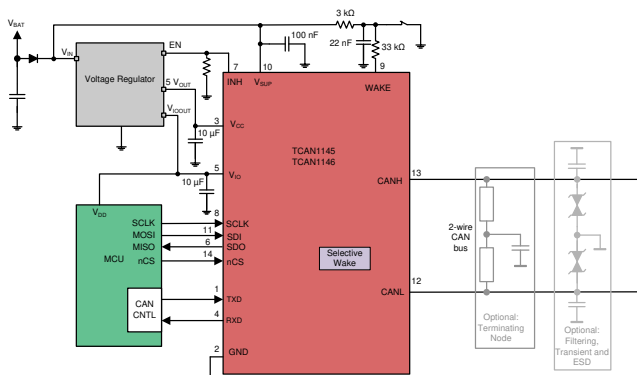 VBAT
VIN
EN
Voltage Regulator
5 VOUT
VIOOUT
3 kΩ
100 nF
22 nF
33 kΩ
7
10
9
INH
VSUP
WAKE
3
VCC
10 µF
TCAN1145
TCAN1146
10 µF
5
VIO
CANH
13
VDD
SCLK
8
SCLK
MOSI
11
SDI
MISO
6
SDO
MCU
nCS
14
nCS
2-wire
CAN
bus
Selective
Wake
CAN
CNTL
1
TXD
4
RXD
CANL
12
2
GND
Optional:
Terminating
Node
Optional:
Filtering,
Transient and
ESD